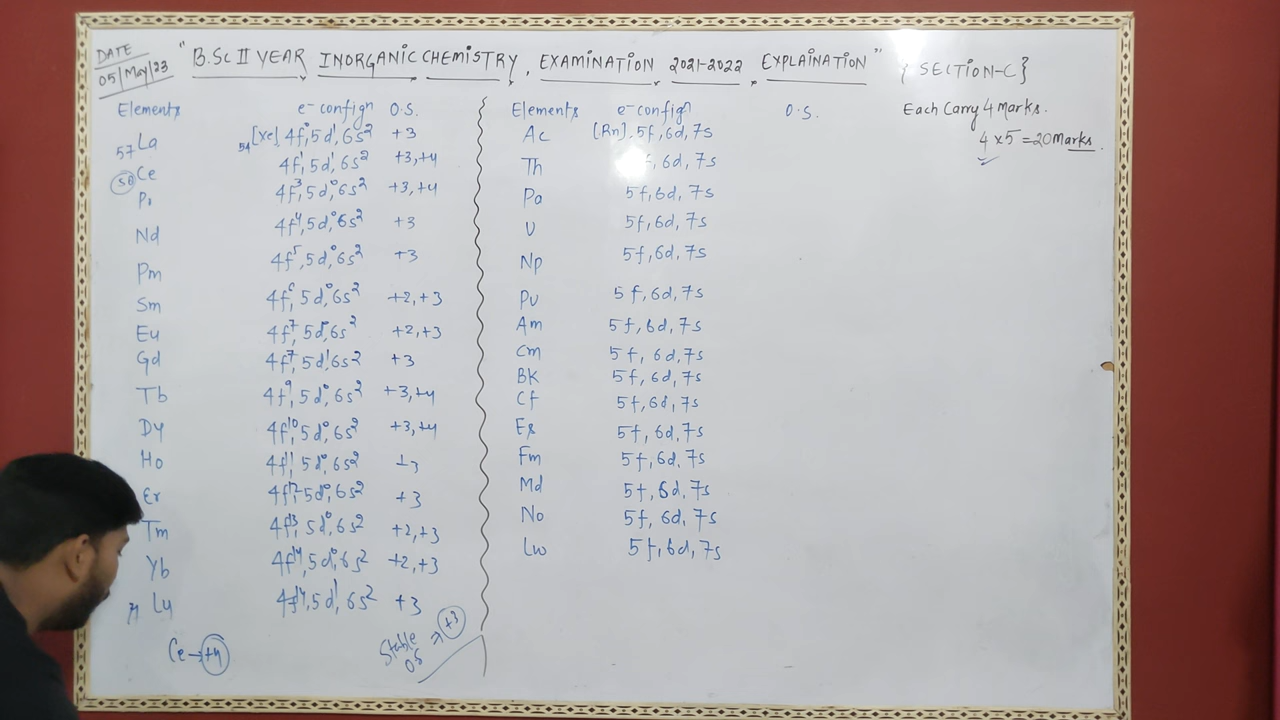 DATE
05/May/23
"B.Sc II YEAR INORGANIC CHEMISTRY, EXAMINATION 2021-2022 EXPLAINATION" { SECTION-C}
Each Carry 4 Marks.
4 x 5 = 20 Marks.
Elements e- confign O.S.
57 La 54[Xe] 4f⁰, 5d¹, 6s² +3
58 Ce 4f¹, 5d¹, 6s² +3, +4
Pr 4f³, 5d⁰, 6s² +3, +4
Nd 4f⁴, 5d⁰, 6s² +3
Pm 4f⁵, 5d⁰, 6s² +3
Sm 4f⁶, 5d⁰, 6s² +2, +3
Eu 4f⁷, 5d⁰, 6s² +2, +3
Gd 4f⁷, 5d¹, 6s² +3
Tb 4f⁹, 5d⁰, 6s² +3, +4
Dy 4f¹⁰, 5d⁰, 6s² +3, +4
Ho 4f¹¹, 5d⁰, 6s² +3
Er 4f¹², 5d⁰, 6s² +3
Tm 4f¹³, 5d⁰, 6s² +2, +3
Yb 4f¹⁴, 5d⁰, 6s² +2, +3
71 Lu 4f¹⁴, 5d¹, 6s² +3
Ce → +4
Stable OS ⇒ +3
Elements e- confign O.S.
Ac [Rn], 5f, 6d, 7s
Th f, 6d, 7s
Pa 5f, 6d, 7s
U 5f, 6d, 7s
Np 5f, 6d, 7s
Pu 5f, 6d, 7s
Am 5f, 6d, 7s
Cm 5f, 6d, 7s
BK 5f, 6d, 7s
Cf 5f, 6d, 7s
Es 5f, 6d, 7s
Fm 5f, 6d, 7s
Md 5f, 6d, 7s
No 5f, 6d, 7s
Lw 5f, 6d, 7s